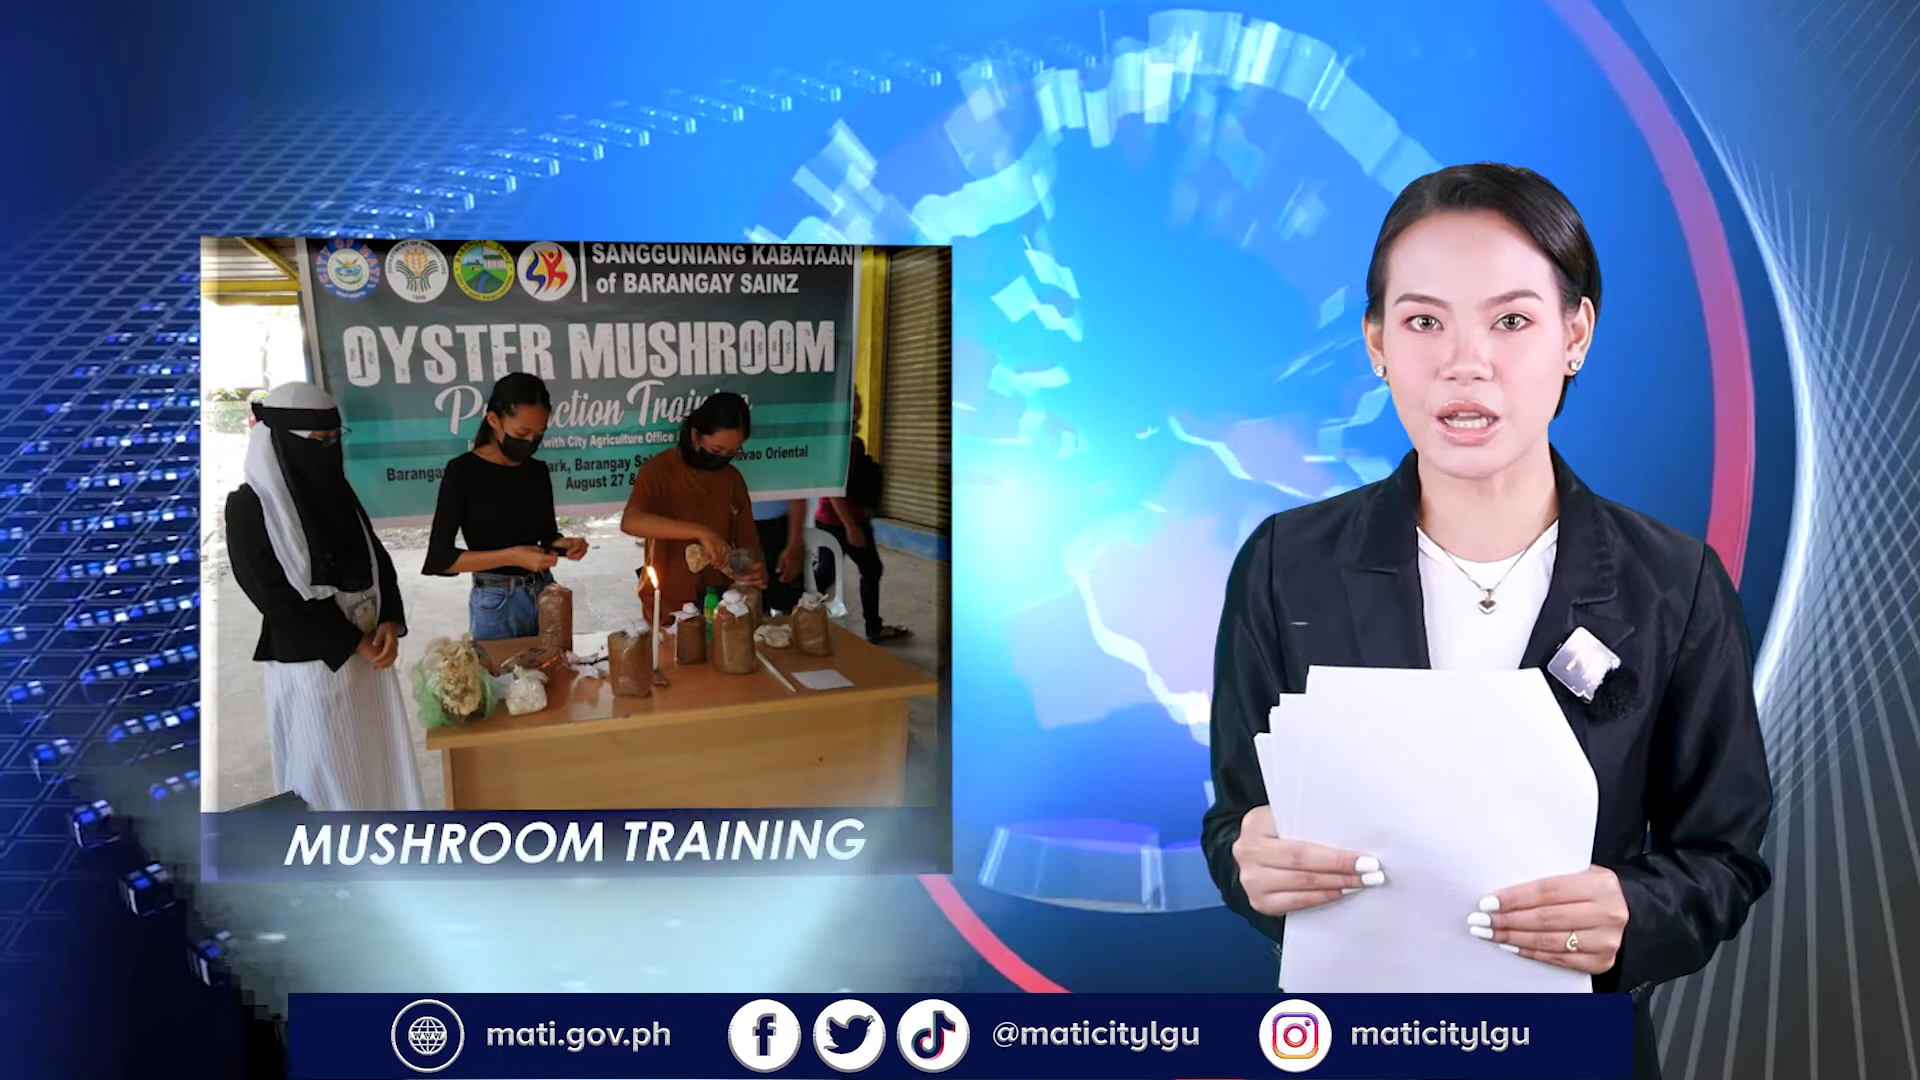 SANGGUNIANG KABATAAN
of BARANGAY SAINZ
OYSTER MUSHROOM
with City Agriculture Office
Barangay Sainz
Oriental
August 27 &
MUSHROOM TRAINING
mati.gov.ph
@maticitylgu
maticitylgu